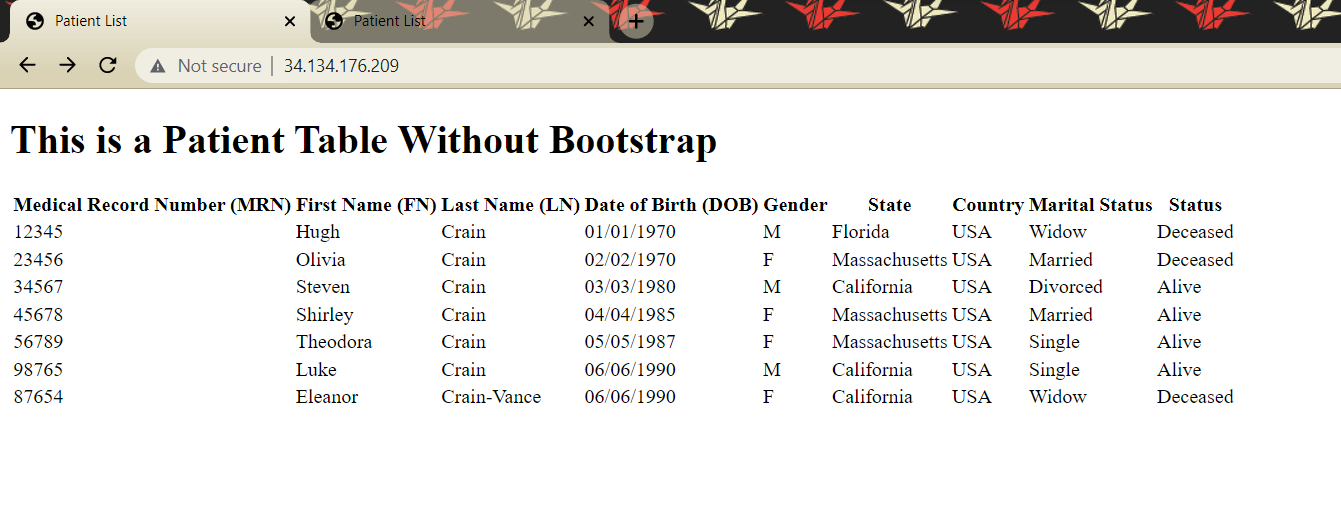 Patient List Patient List
Not secure 34.134.176.209
This is a Patient Table Without Bootstrap
Medical Record Number (MRN) First Name (FN) Last Name (LN) Date of Birth (DOB) Gender State Country Marital Status Status
12345 Hugh Crain 01/01/1970 M Florida USA Widow Deceased
23456 Olivia Crain 02/02/1970 F Massachusetts USA Married Deceased
34567 Steven Crain 03/03/1980 M California USA Divorced Alive
45678 Shirley Crain 04/04/1985 F Massachusetts USA Married Alive
56789 Theodora Crain 05/05/1987 F Massachusetts USA Single Alive
98765 Luke Crain 06/06/1990 M California USA Single Alive
87654 Eleanor Crain-Vance 06/06/1990 F California USA Widow Deceased